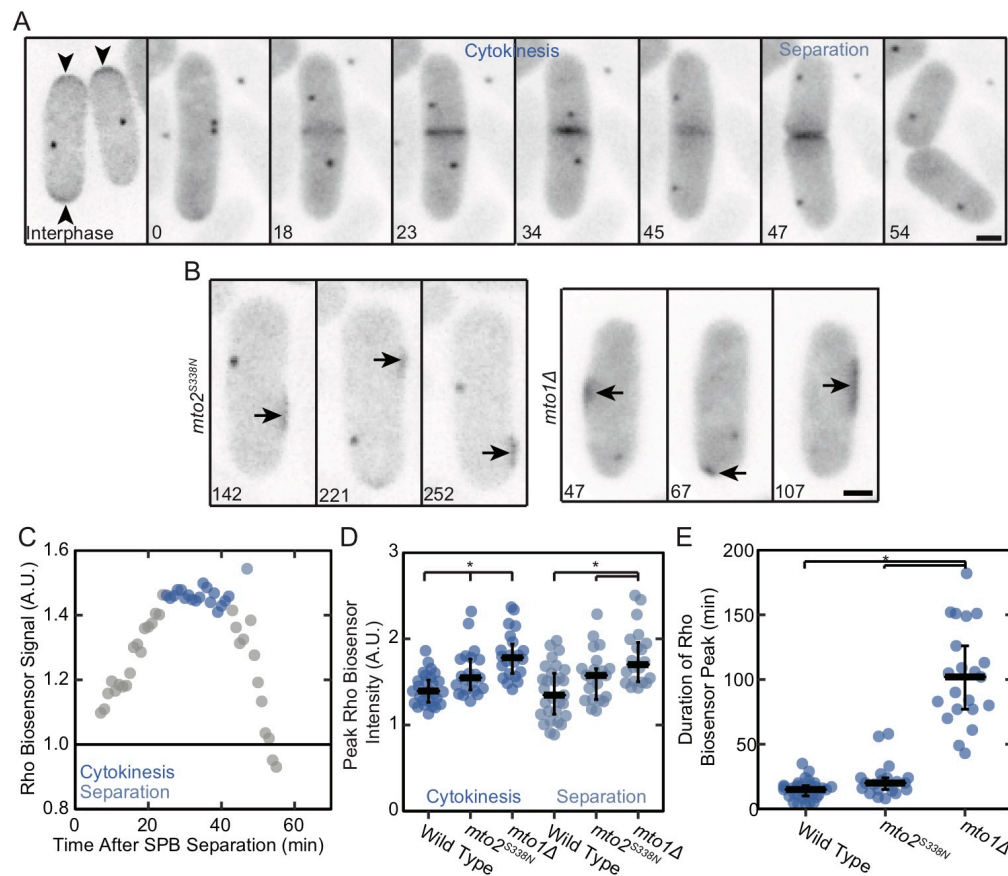 A
Cytokinesis
Separation
Interphase
0
18
23
34
45
47
54
B
mto2S338N
142
221
252
mto1Δ
47
67
107
C
Rho Biosensor Signal (A.U.)
1.6
1.4
1.2
1.0
0.8
Cytokinesis
Separation
0
20
40
60
Time After SPB Separation (min)
D
Peak Rho Biosensor
Intensity (A.U.)
3
2
1
0
*
*
Cytokinesis
Separation
Wild Type
mto2S338N
mto1Δ
Wild Type
mto2S338N
mto1Δ
E
Duration of Rho
Biosensor Peak (min)
200
150
100
50
0
*
Wild Type
mto2S338N
mto1Δ